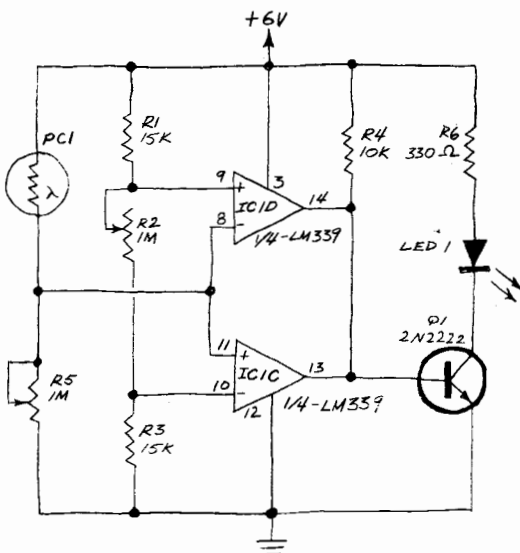 +6V
PC1
λ
R1
15K
R2
1M
R3
15K
R5
1M
9
+
3
14
IC1D
8
-
1/4-LM339
11
+
13
IC1C
10
-
12
1/4-LM339
R4
10K
R6
330Ω
LED 1
Q1
2N2222